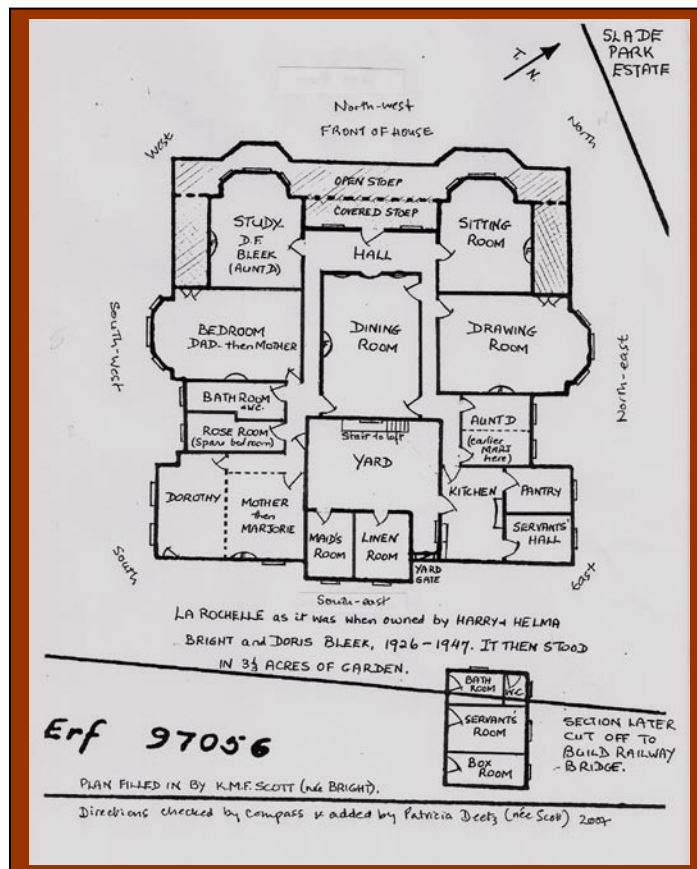 SLADE
PARK
ESTATE
T. N.
North-west
FRONT OF HOUSE
West
North
OPEN STOEP
COVERED STOEP
STUDY
D.F.
BLEEK
(AUNT D)
HALL
SITTING
ROOM
South-West
BEDROOM
DAD - then MOTHER
DINING
ROOM
DRAWING
ROOM
North-east
BATH ROOM
& W.C.
ROSE ROOM
(Spare bedroom)
Stair to loft
YARD
AUNT D
(earlier
MARJ
here)
DOROTHY
MOTHER
then
MARJORIE
MAID'S
ROOM
LINEN
ROOM
KITCHEN
PANTRY
SERVANTS'
HALL
YARD
GATE
South
South-east
East
LA ROCHELLE as it was when owned by HARRY & HELMA
BRIGHT and DORIS BLEEK, 1926-1947. IT THEN STOOD
IN 3⅓ ACRES OF GARDEN.
BATH
ROOM
W.C
SERVANTS'
ROOM
BOX
ROOM
SECTION LATER
CUT OFF TO
BUILD RAILWAY
BRIDGE.
Erf 97056
PLAN FILLED IN BY K.M.F. SCOTT (née BRIGHT).
Directions checked by compass & added by Patricia Deetz (née Scott) 2007